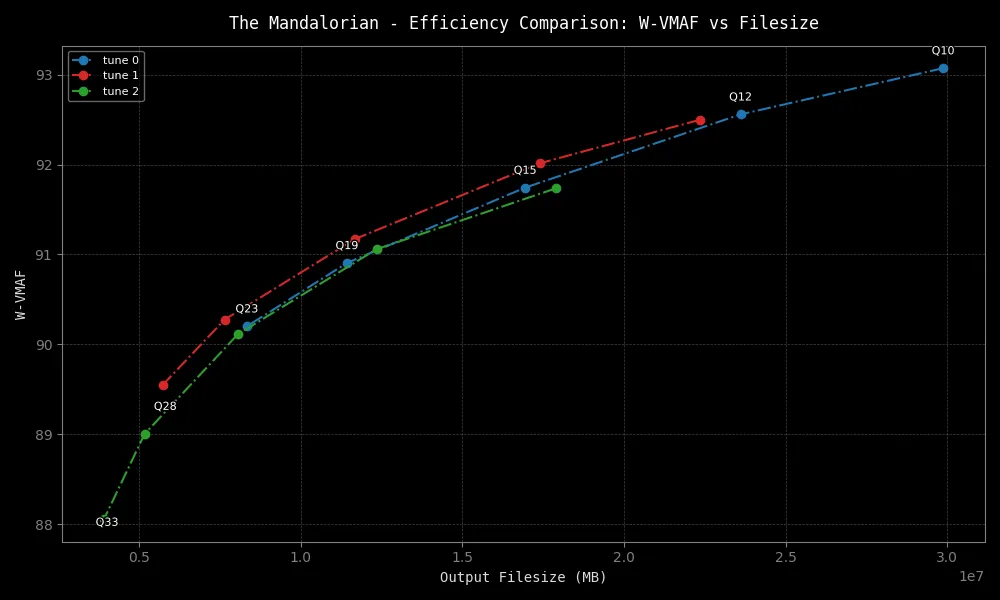 The Mandalorian - Efficiency Comparison: W-VMAF vs Filesize
tune 0
tune 1
tune 2
Q10
Q12
Q15
Q19
Q23
Q28
Q33
93
92
91
90
89
88
W-VMAF
0.5
1.0
1.5
2.0
2.5
3.0
1e7
Output Filesize (MB)